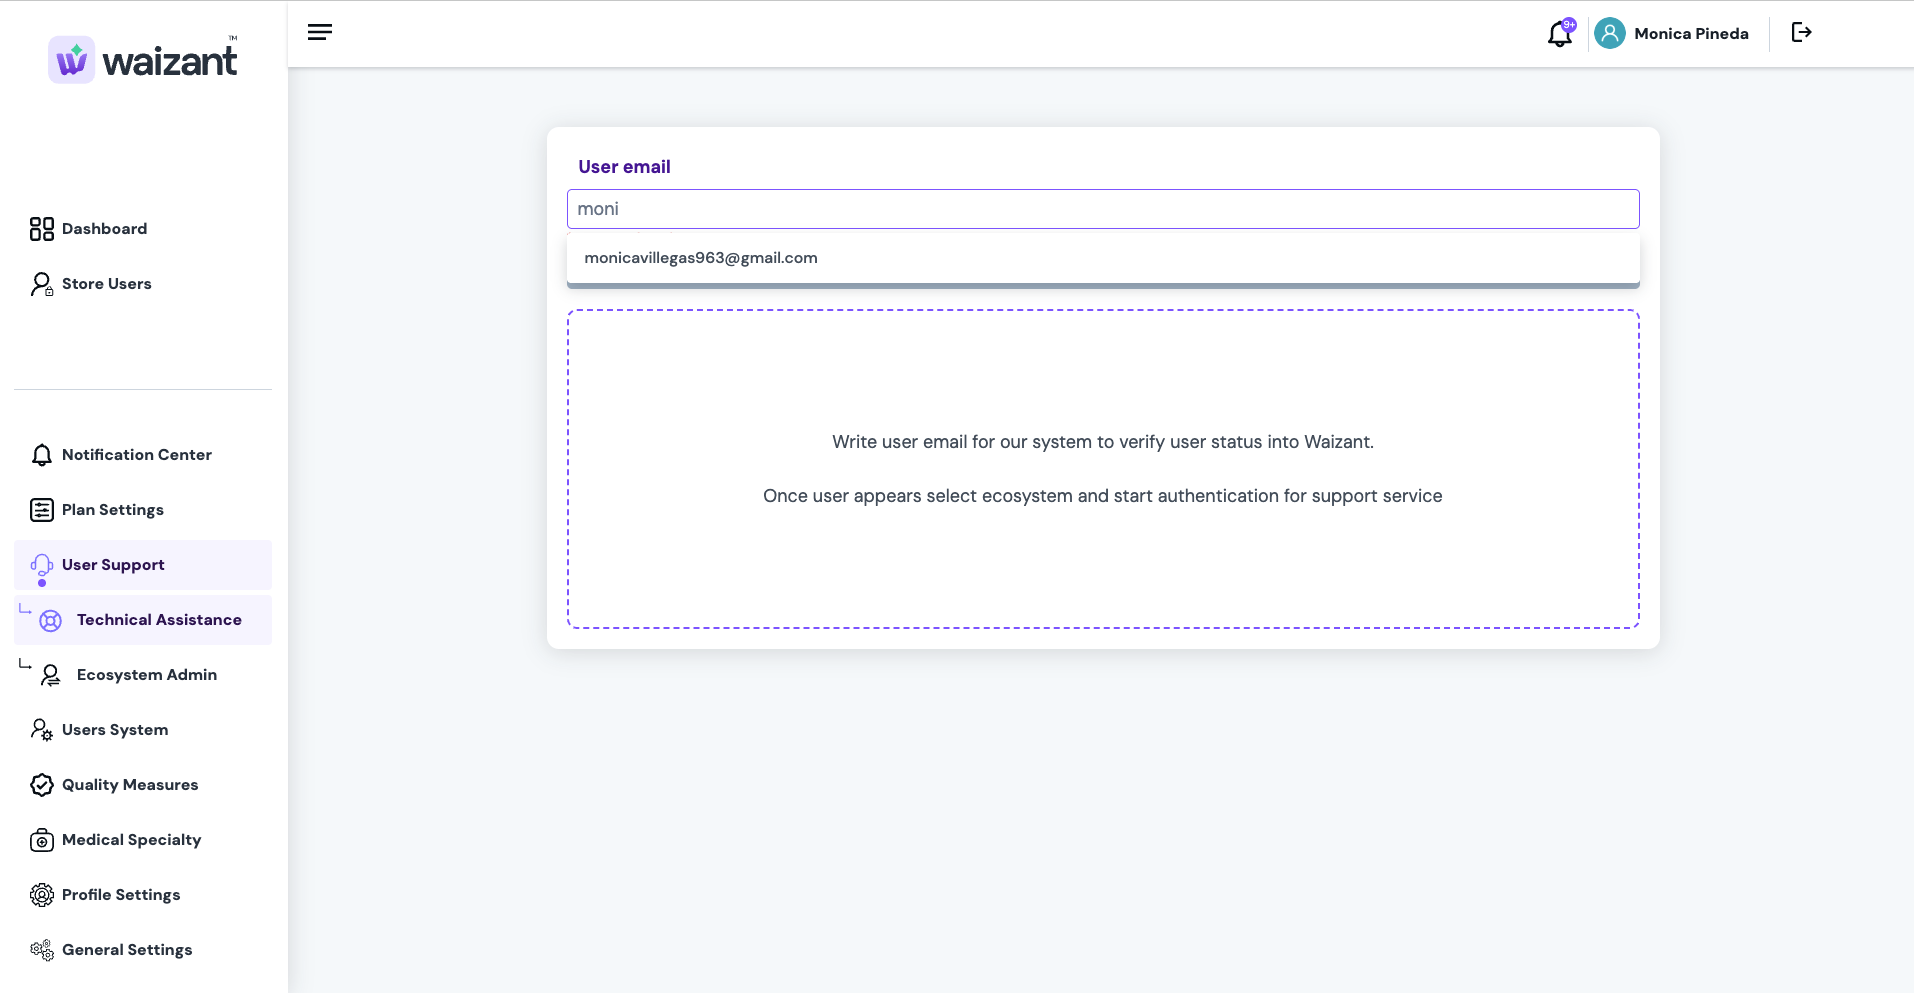 waizant™
9+
Monica Pineda
Dashboard
Store Users
Notification Center
Plan Settings
User Support
Technical Assistance
Ecosystem Admin
Users System
Quality Measures
Medical Specialty
Profile Settings
General Settings
User email
moni
monicavillegas963@gmail.com
Write user email for our system to verify user status into Waizant.
Once user appears select ecosystem and start authentication for support service